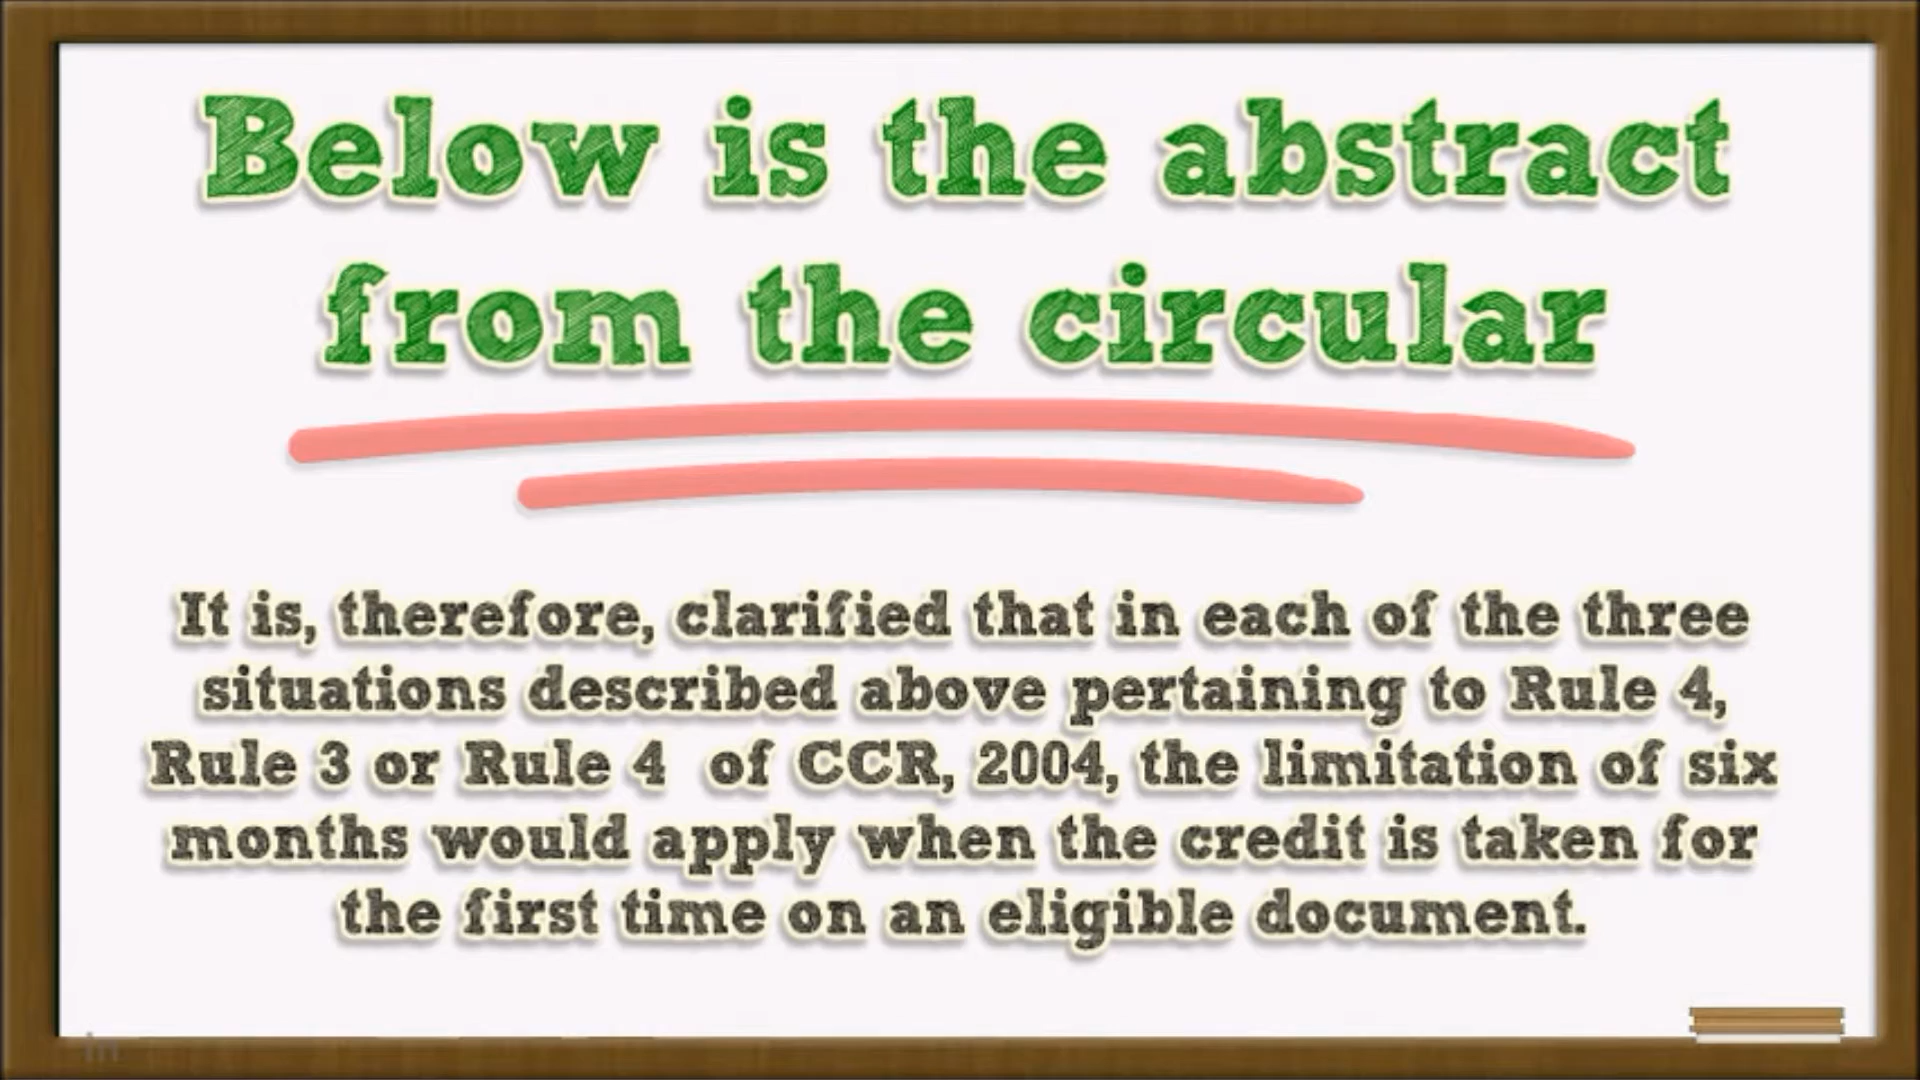 Below is the abstract
from the circular
It is, therefore, clarified that in each of the three
situations described above pertaining to Rule 4,
Rule 3 or Rule 4 of CCR, 2004, the limitation of six
months would apply when the credit is taken for
the first time on an eligible document.